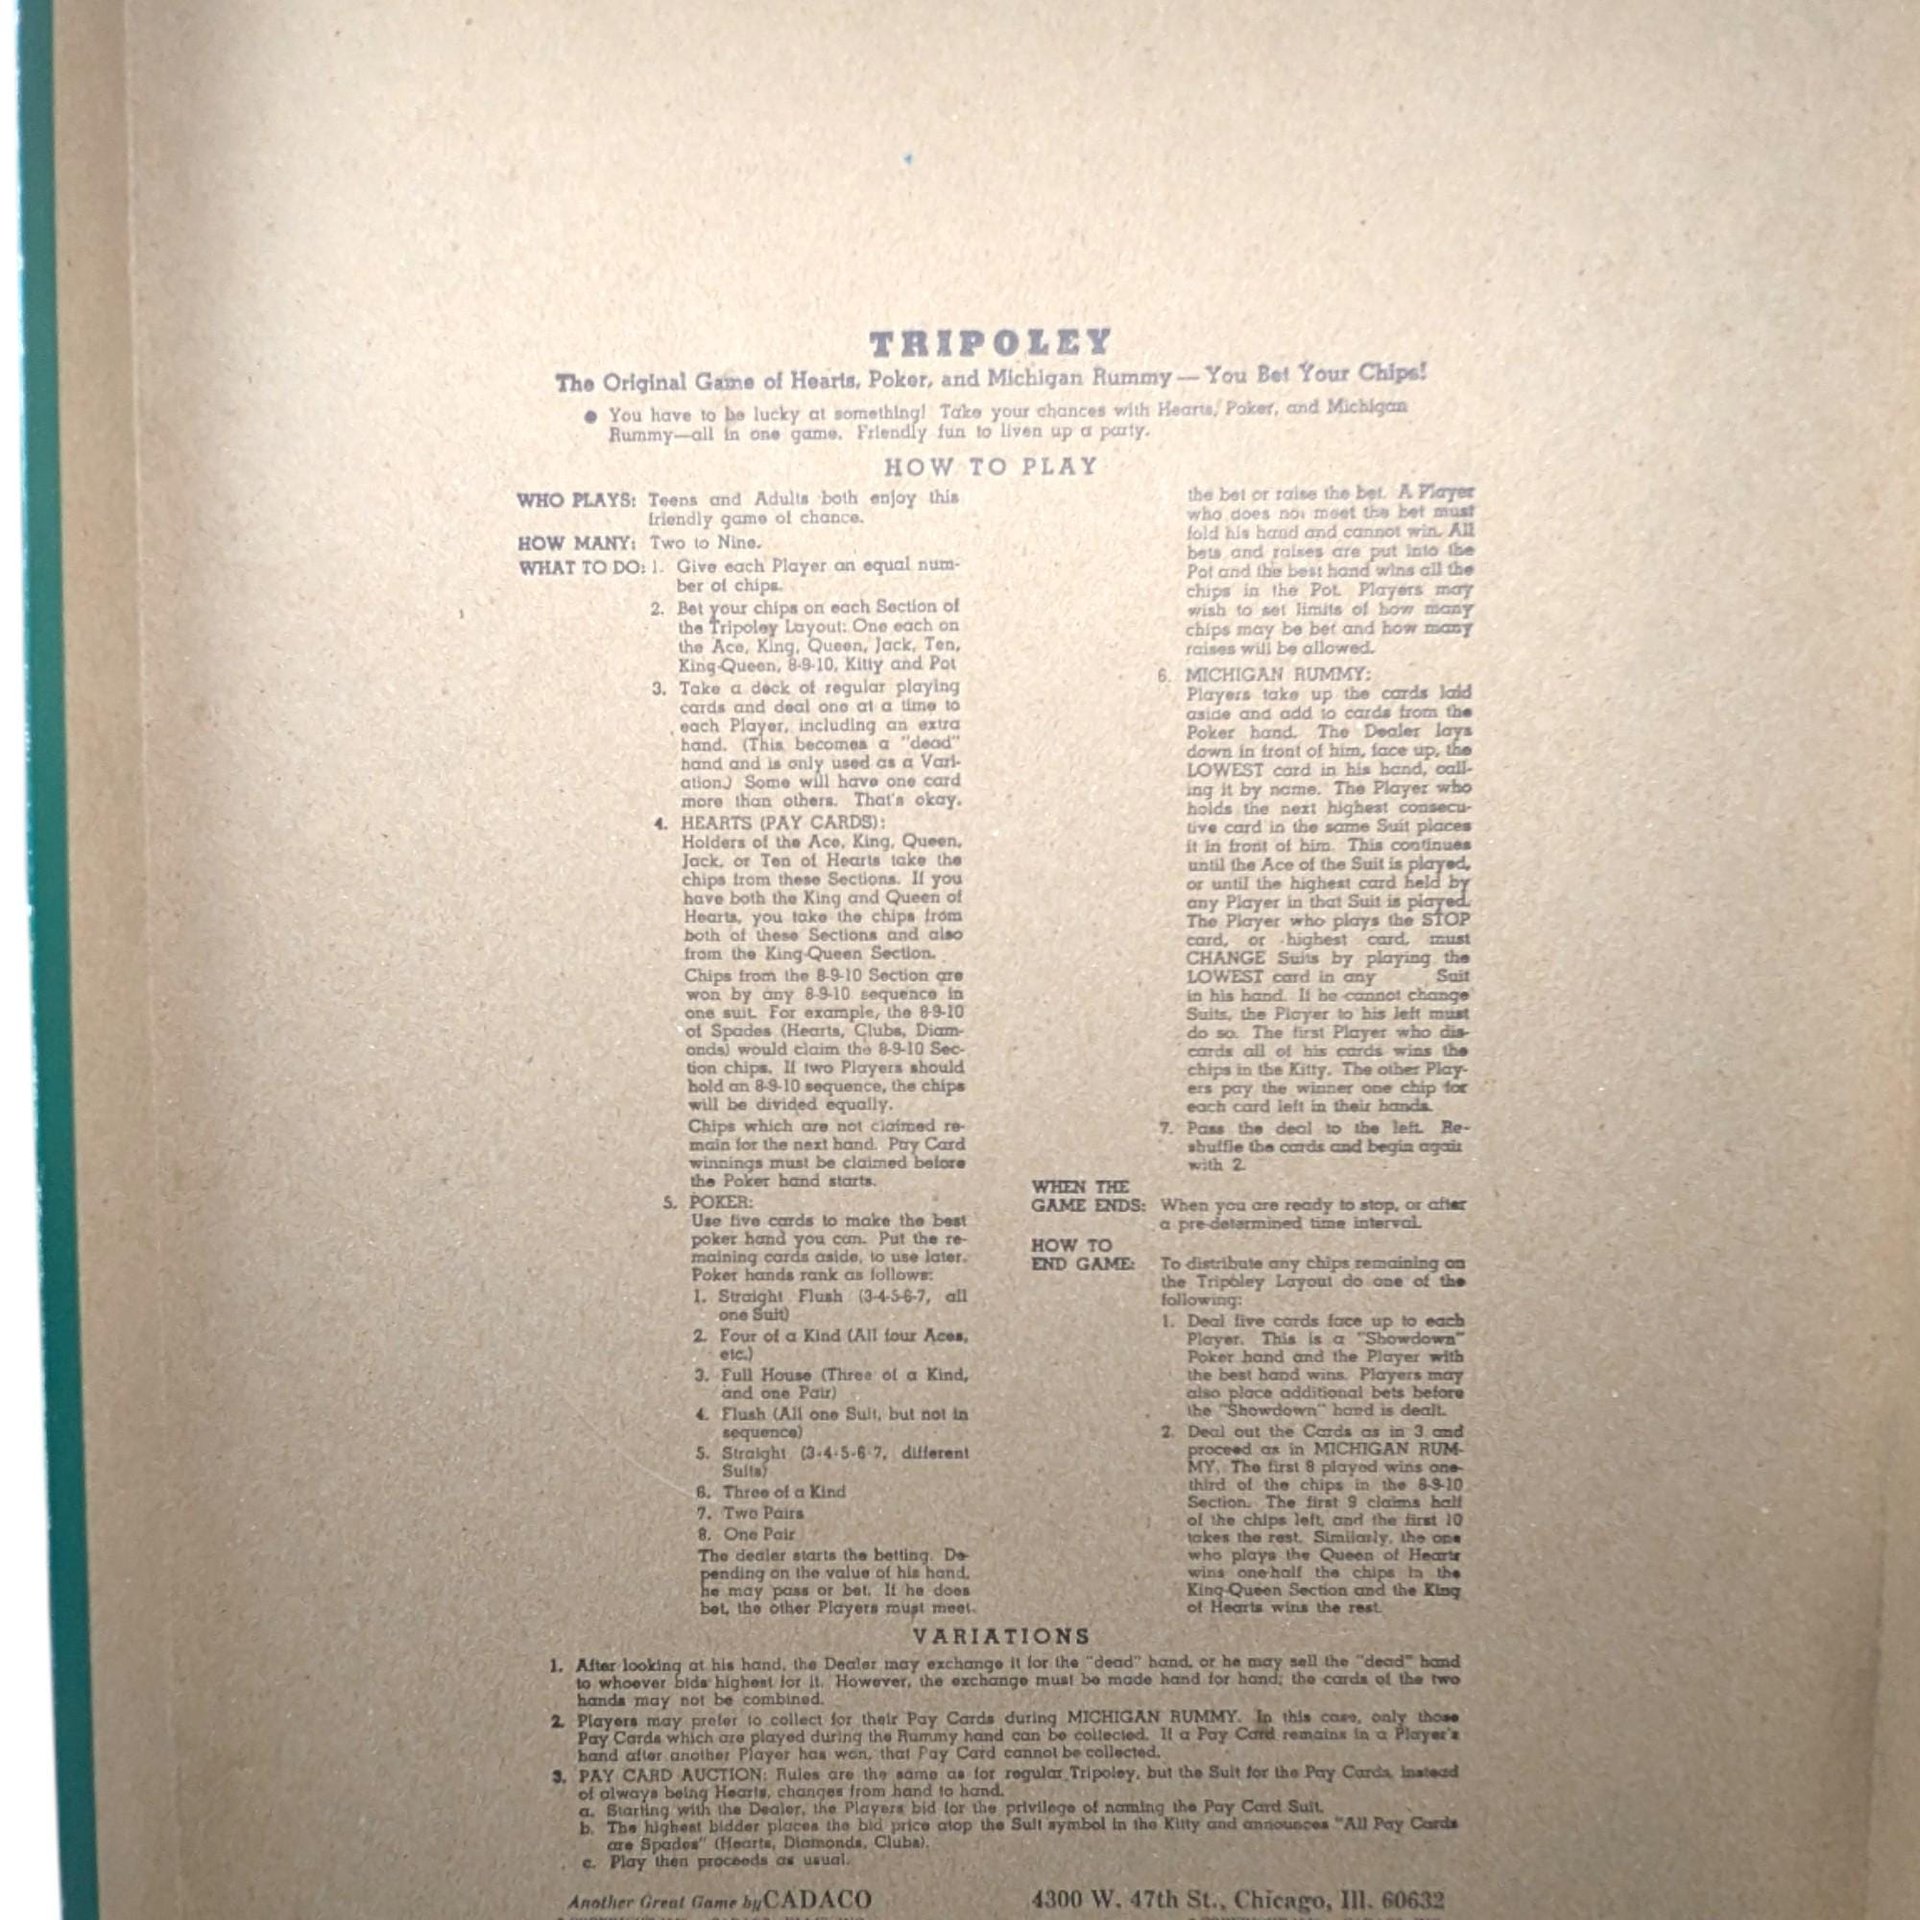 TRIPOLEY
The Original Game of Hearts, Poker, and Michigan Rummy — You Bet Your Chips!
● You have to be lucky at something! Take your chances with Hearts, Poker, and Michigan
Rummy—all in one game. Friendly fun to liven up a party.
HOW TO PLAY
WHO PLAYS: Teens and Adults both enjoy this
friendly game of chance.
HOW MANY: Two to Nine.
WHAT TO DO: 1. Give each Player an equal num-
ber of chips.
2. Bet your chips on each Section of
the Tripoley Layout: One each on
the Ace, King, Queen, Jack, Ten,
King-Queen, 8-9-10, Kitty and Pot
3. Take a deck of regular playing
cards and deal one at a time to
each Player, including an extra
hand. (This becomes a "dead"
hand and is only used as a Vari-
ation.) Some will have one card
more than others. That's okay.
4. HEARTS (PAY CARDS):
Holders of the Ace, King, Queen,
Jack, or Ten of Hearts take the
chips from these Sections. If you
have both the King and Queen of
Hearts, you take the chips from
both of these Sections and also
from the King-Queen Section.
Chips from the 8-9-10 Section are
won by any 8-9-10 sequence in
one suit. For example, the 8-9-10
of Spades (Hearts, Clubs, Diam-
onds) would claim the 8-9-10 Sec-
tion chips. If two Players should
hold an 8-9-10 sequence, the chips
will be divided equally.
Chips which are not claimed re-
main for the next hand. Pay Card
winnings must be claimed before
the Poker hand starts.
5. POKER:
Use five cards to make the best
poker hand you can. Put the re-
maining cards aside, to use later.
Poker hands rank as follows:
1. Straight Flush (3-4-5-6-7, all
one Suit)
2. Four of a Kind (All four Aces,
etc.)
3. Full House (Three of a Kind,
and one Pair)
4. Flush (All one Suit, but not in
sequence)
5. Straight (3-4-5-6-7, different
Suits)
6. Three of a Kind
7. Two Pairs
8. One Pair
The dealer starts the betting. De-
pending on the value of his hand,
he may pass or bet. If he does
bet, the other Players must meet
the bet or raise the bet. A Player
who does not meet the bet must
fold his hand and cannot win. All
bets and raises are put into the
Pot and the best hand wins all the
chips in the Pot. Players may
wish to set limits of how many
chips may be bet and how many
raises will be allowed.
6. MICHIGAN RUMMY:
Players take up the cards laid
aside and add to cards from the
Poker hand. The Dealer lays
down in front of him, face up, the
LOWEST card in his hand, call-
ing it by name. The Player who
holds the next highest consecu-
tive card in the same Suit places
it in front of him. This continues
until the Ace of the Suit is played,
or until the highest card held by
any Player in that Suit is played.
The Player who plays the STOP
card, or highest card, must
CHANGE Suits by playing the
LOWEST card in any Suit
in his hand. If he cannot change
Suits, the Player to his left must
do so. The first Player who dis-
cards all of his cards wins the
chips in the Kitty. The other Play-
ers pay the winner one chip for
each card left in their hands.
7. Pass the deal to the left. Re-
shuffle the cards and begin again
with 2.
WHEN THE
GAME ENDS: When you are ready to stop, or after
a pre-determined time interval.
HOW TO
END GAME: To distribute any chips remaining on
the Tripoley Layout do one of the
following:
1. Deal five cards face up to each
Player. This is a "Showdown"
Poker hand and the Player with
the best hand wins. Players may
also place additional bets before
the "Showdown" hand is dealt.
2. Deal out the Cards as in 3 and
proceed as in MICHIGAN RUM-
MY. The first 8 played wins one-
third of the chips in the 8-9-10
Section. The first 9 claims half
of the chips left, and the first 10
takes the rest. Similarly, the one
who plays the Queen of Hearts
wins one-half the chips in the
King-Queen Section and the King
of Hearts wins the rest.
VARIATIONS
1. After looking at his hand, the Dealer may exchange it for the "dead" hand, or he may sell the "dead" hand
to whoever bids highest for it. However, the exchange must be made hand for hand; the cards of the two
hands may not be combined.
2. Players may prefer to collect for their Pay Cards during MICHIGAN RUMMY. In this case, only those
Pay Cards which are played during the Rummy hand can be collected. If a Pay Card remains in a Player's
hand after another Player has won, that Pay Card cannot be collected.
3. PAY CARD AUCTION: Rules are the same as for regular Tripoley, but the Suit for the Pay Cards, instead
of always being Hearts, changes from hand to hand.
a. Starting with the Dealer, the Players bid for the privilege of naming the Pay Card Suit.
b. The highest bidder places the bid price atop the Suit symbol in the Kitty and announces "All Pay Cards
are Spades" (Hearts, Diamonds, Clubs).
c. Play then proceeds as usual.
Another Great Game by CADACO 4300 W. 47th St., Chicago, Ill. 60632